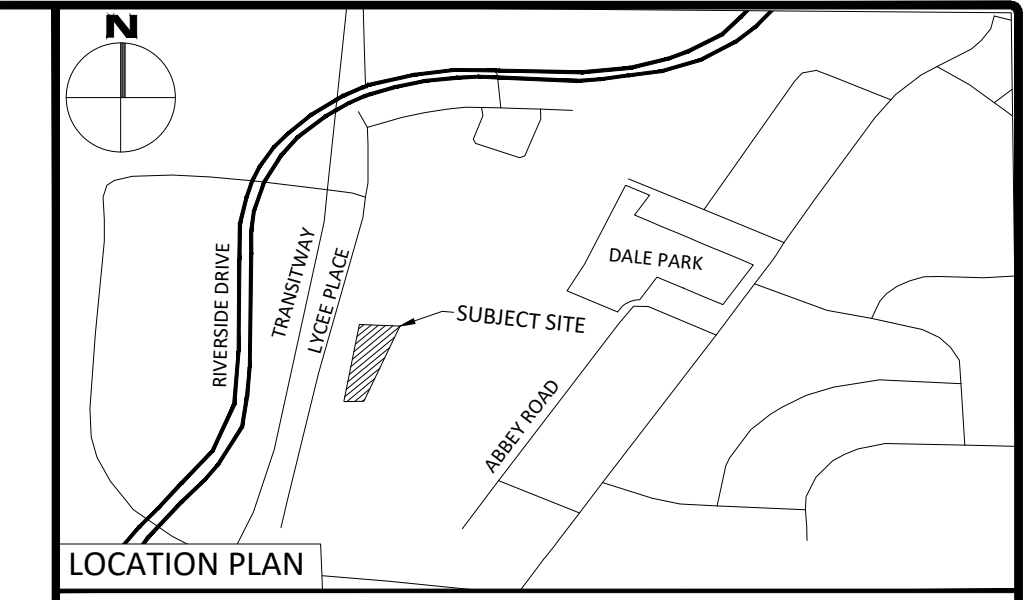 N
DALE PARK
SUBJECT SITE
RIVERSIDE DRIVE
TRANSITWAY
LYCEE PLACE
ABBEY ROAD
LOCATION PLAN